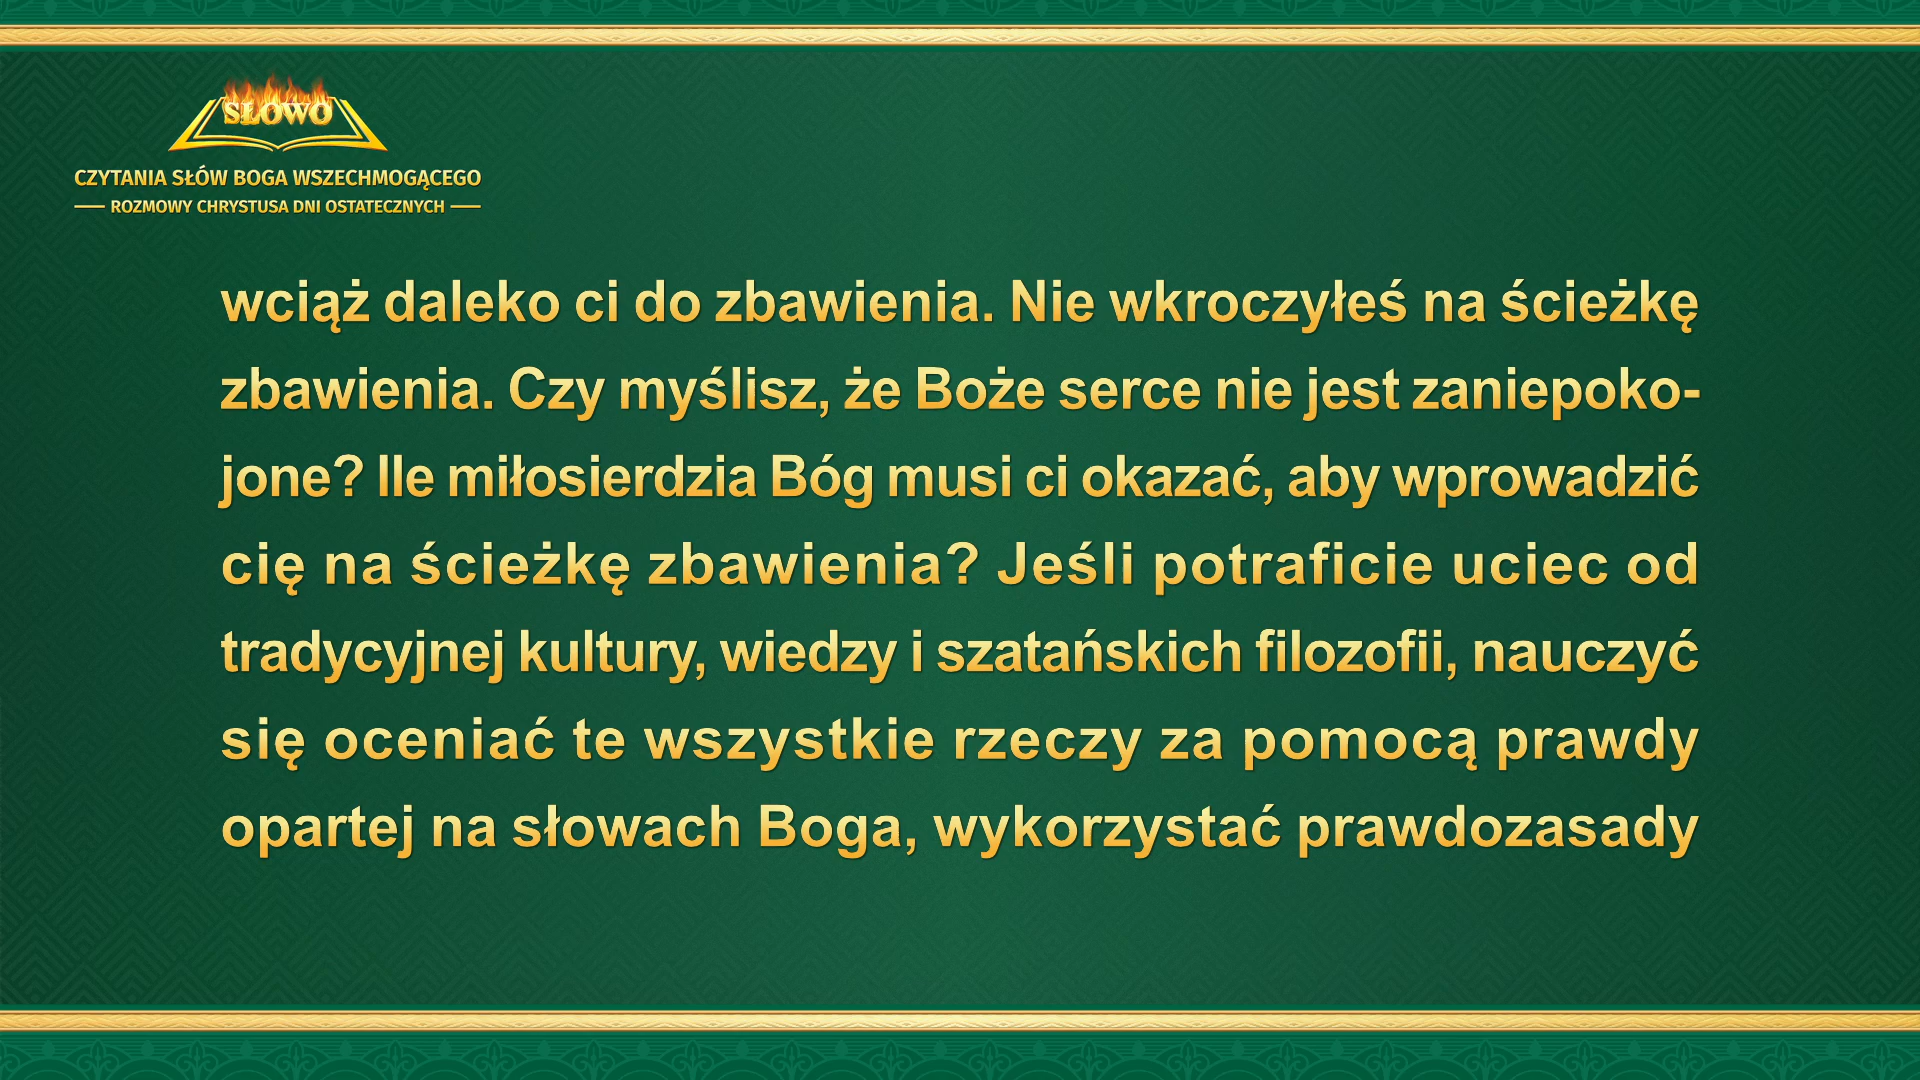 SŁOWO
CZYTANIA SŁÓW BOGA WSZECHMOGĄCEGO
ROZMOWY CHRYSTUSA DNI OSTATECZNYCH
wciąż daleko ci do zbawienia. Nie wkroczyłeś na ścieżkę
zbawienia. Czy myślisz, że Boże serce nie jest zaniepoko-
jone? Ile miłosierdzia Bóg musi ci okazać, aby wprowadzić
cię na ścieżkę zbawienia? Jeśli potraficie uciec od
tradycyjnej kultury, wiedzy i szatańskich filozofii, nauczyć
się oceniać te wszystkie rzeczy za pomocą prawdy
opartej na słowach Boga, wykorzystać prawdozasady